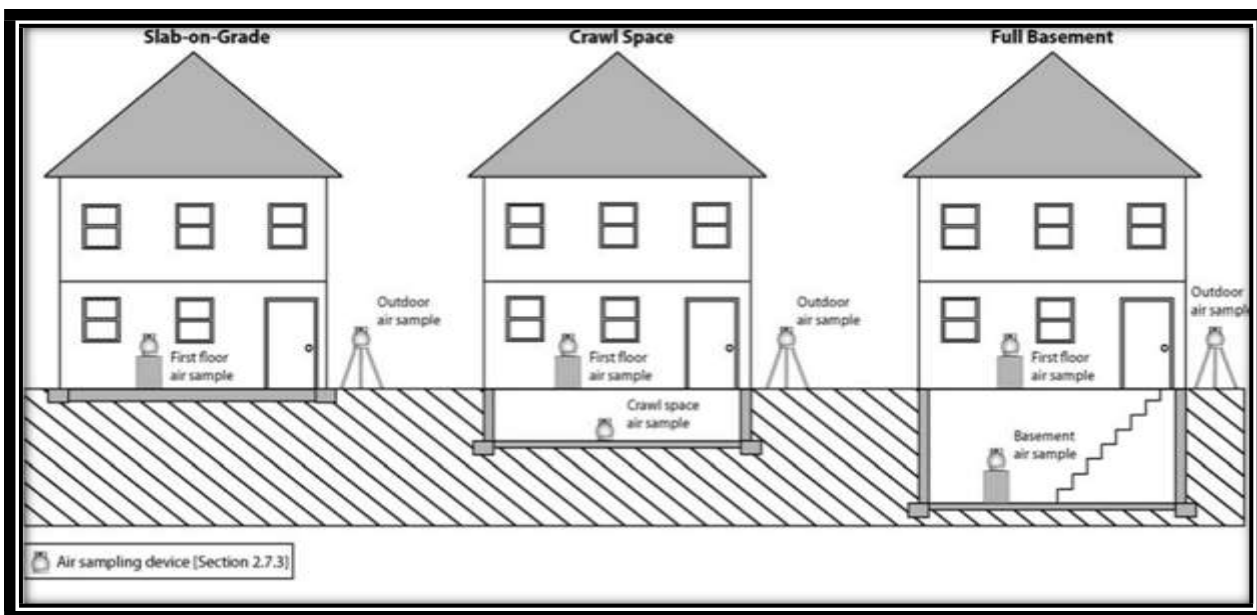 Slab-on-Grade
Crawl Space
Full Basement
Outdoor
air sample
First floor
air sample
Outdoor
air sample
First floor
air sample
Crawl space
air sample
Outdoor
air sample
First floor
air sample
Basement
air sample
Air sampling device [Section 2.7.3]